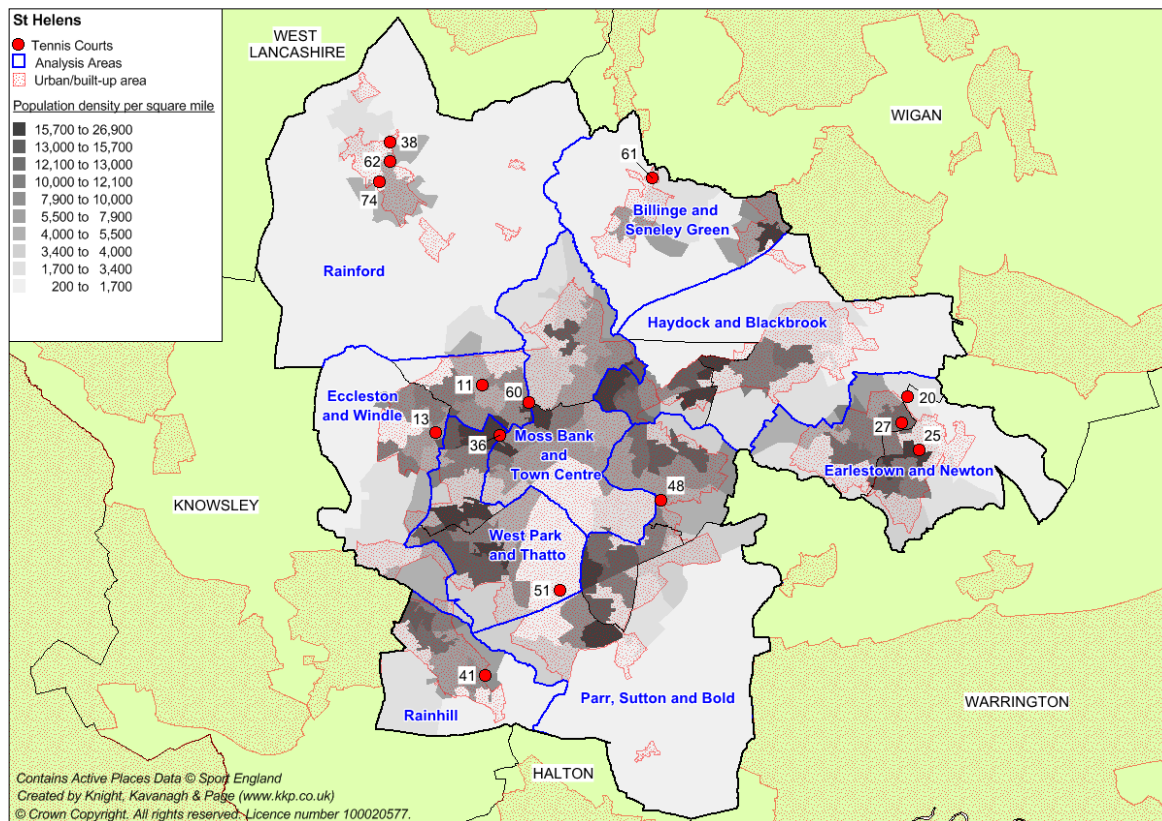 St Helens
Tennis Courts
Analysis Areas
Urban/built-up area
Population density per square mile
15,700 to 26,900
13,000 to 15,700
12,100 to 13,000
10,000 to 12,100
7,900 to 10,000
5,500 to 7,900
4,000 to 5,500
3,400 to 4,000
1,700 to 3,400
200 to 1,700
WEST
LANCASHIRE
WIGAN
38
62
74
61
Billinge and
Seneley Green
Rainford
Haydock and Blackbrook
11
60
Eccleston
and Windle
13
36
Moss Bank
and
Town Centre
20
27
25
Earlestown and Newton
48
KNOWSLEY
West Park
and Thatto
51
41
Rainhill
Parr, Sutton and Bold
WARRINGTON
HALTON
Contains Active Places Data © Sport England
Created by Knight, Kavanagh & Page (www.kkp.co.uk)
© Crown Copyright. All rights reserved. Licence number 100020577.